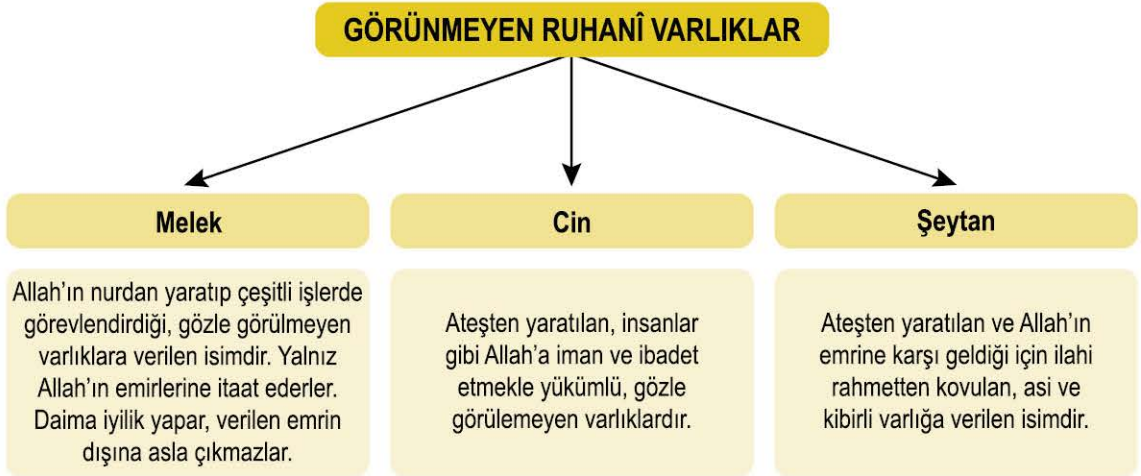 GÖRÜNMEYEN RUHANÎ VARLIKLAR
Melek
Allah’ın nurdan yaratıp çeşitli işlerde
görevlendirdiği, gözle görülmeyen
varlıklara verilen isimdir. Yalnız
Allah’ın emirlerine itaat ederler.
Daima iyilik yapar, verilen emrin
dışına asla çıkmazlar.
Cin
Ateşten yaratılan, insanlar
gibi Allah’a iman ve ibadet
etmekle yükümlü, gözle
görülemeyen varlıklardır.
Şeytan
Ateşten yaratılan ve Allah’ın
emrine karşı geldiği için ilahi
rahmetten kovulan, asi ve
kibirli varlığa verilen isimdir.